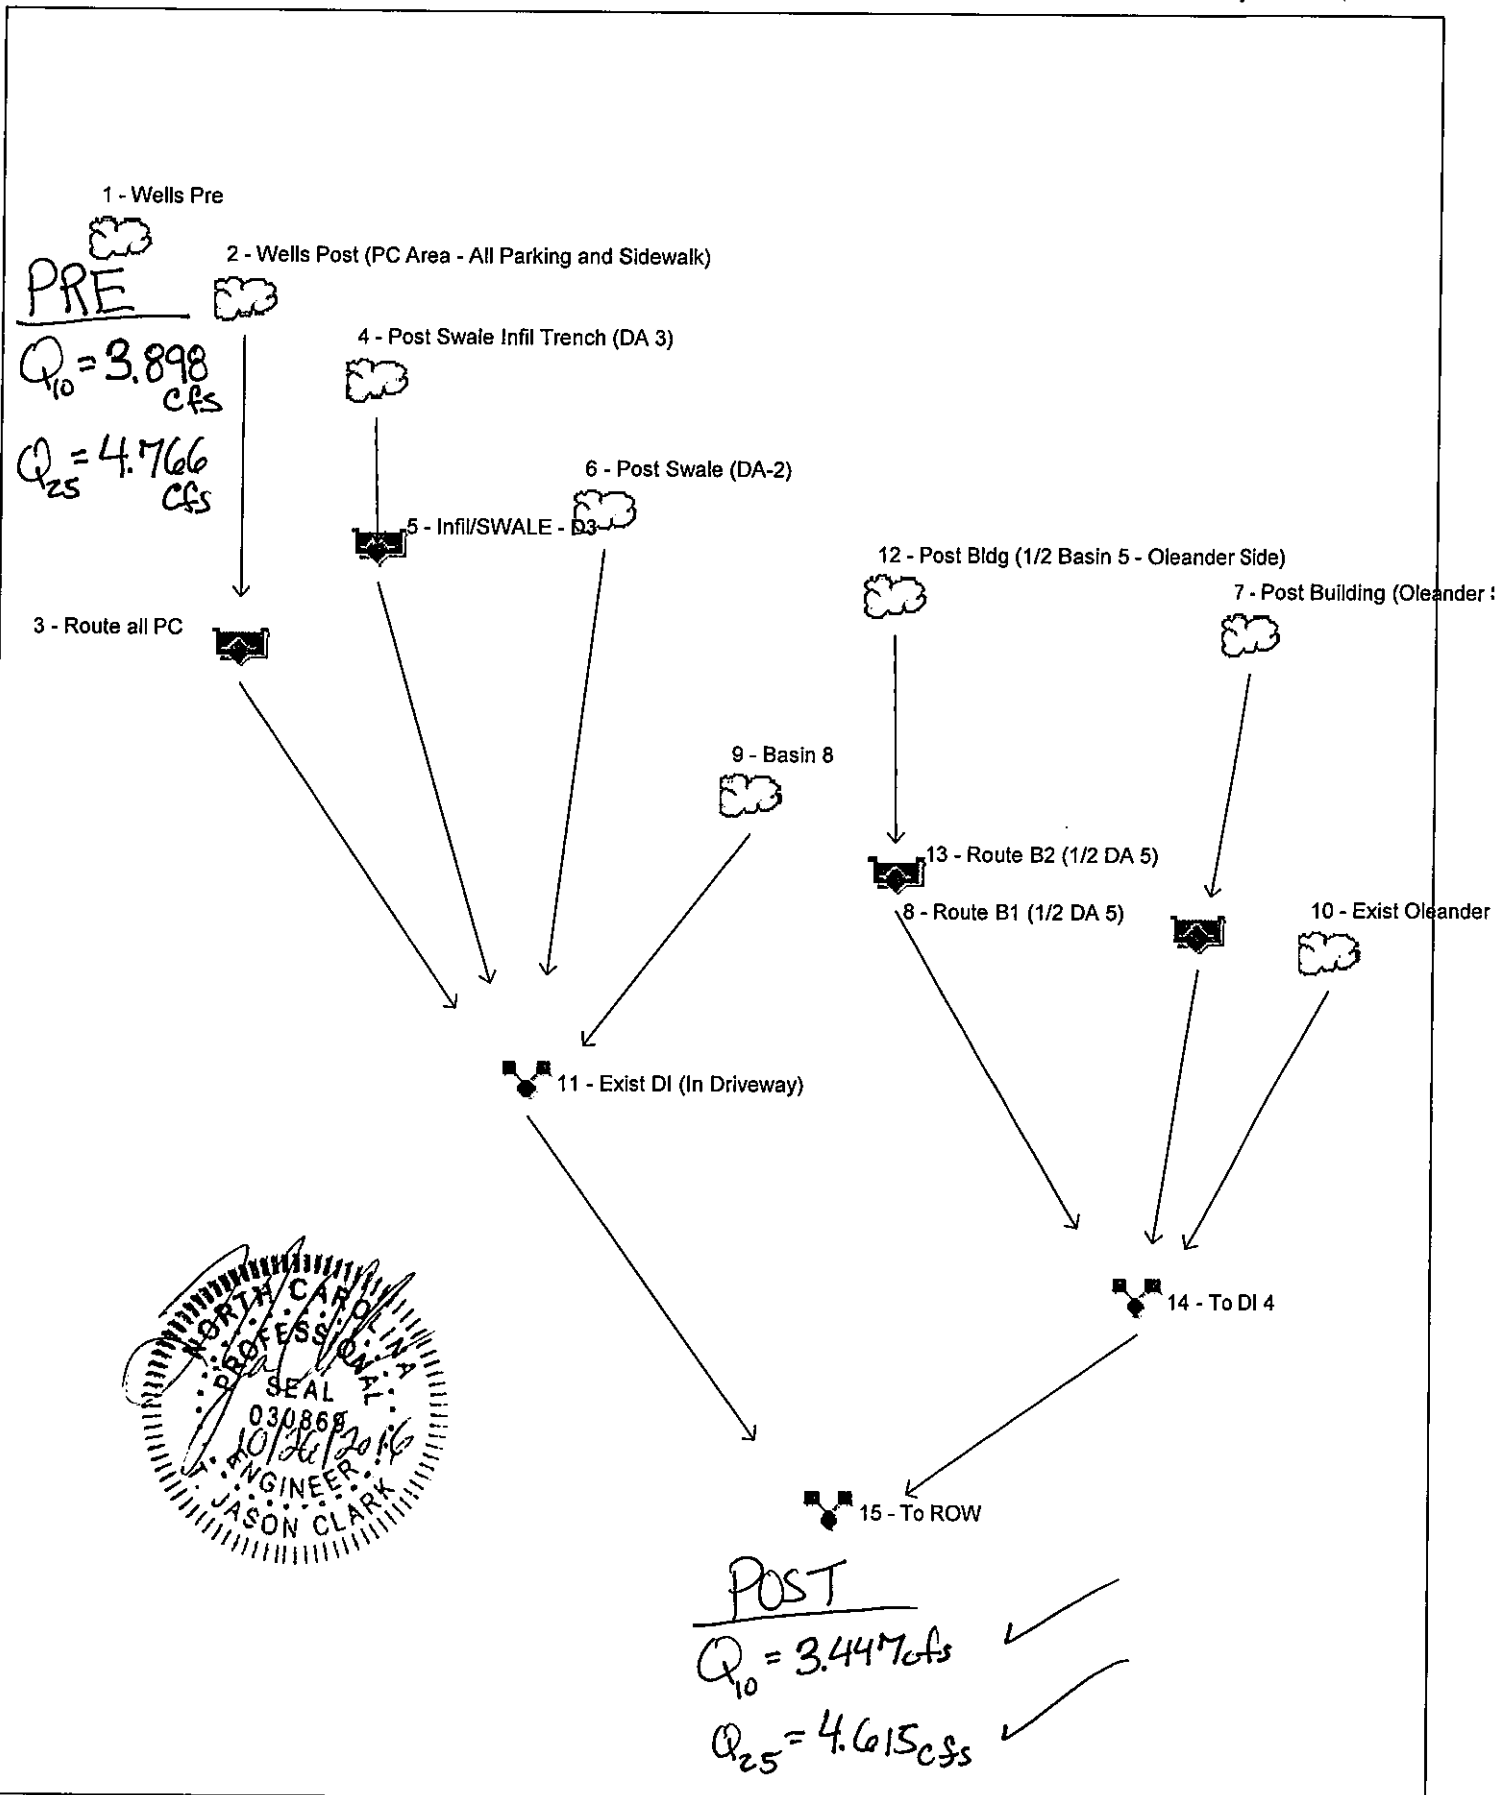 1 - Wells Pre
PRE
Q10 = 3.898 cfs
Q25 = 4.766 cfs
2 - Wells Post (PC Area - All Parking and Sidewalk)
4 - Post Swale Infil Trench (DA 3)
6 - Post Swale (DA-2)
5 - Infil/SWALE - D3
12 - Post Bldg (1/2 Basin 5 - Oleander Side)
7 - Post Building (Oleander
3 - Route all PC
9 - Basin 8
13 - Route B2 (1/2 DA 5)
8 - Route B1 (1/2 DA 5)
10 - Exist Oleander
11 - Exist DI (In Driveway)
14 - To DI 4
NORTH CAROLINA
PROFESSIONAL
SEAL
030869
ENGINEER
T. JASON CLARK
15 - To ROW
POST
Q10 = 3.447cfs
Q25 = 4.615cfs